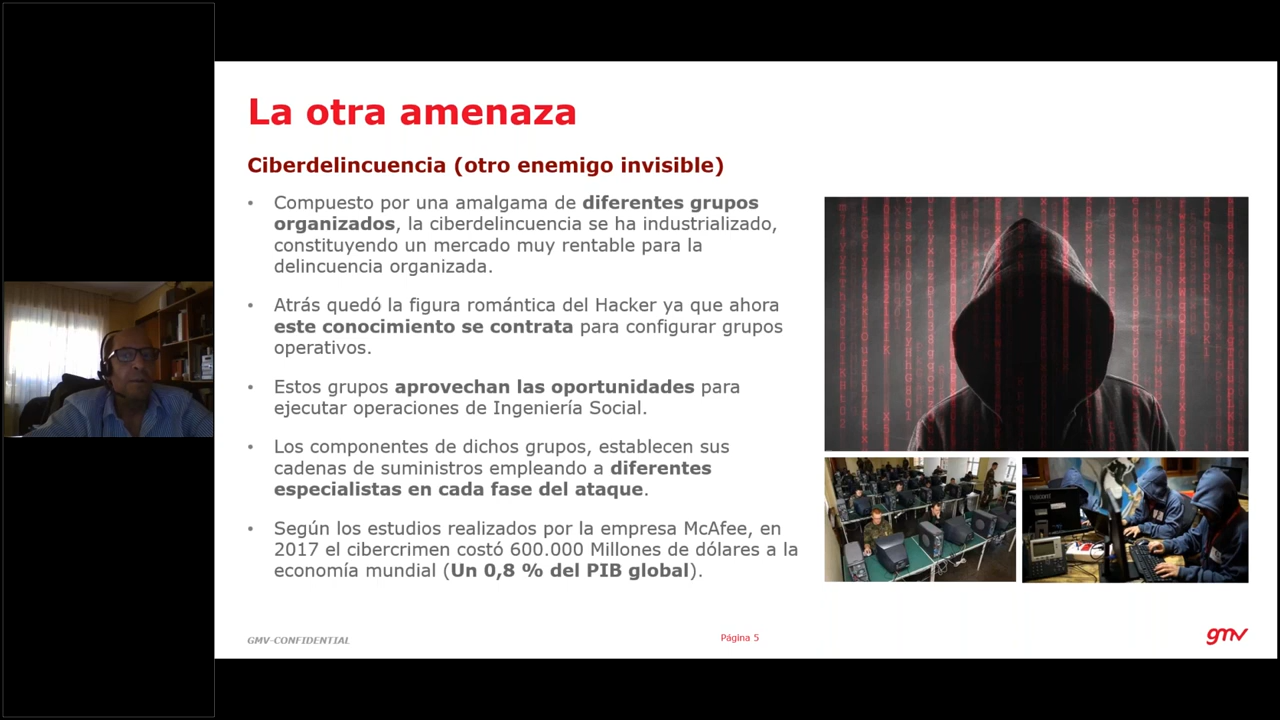 La otra amenaza
Ciberdelincuencia (otro enemigo invisible)
• Compuesto por una amalgama de diferentes grupos
organizados, la ciberdelincuencia se ha industrializado,
constituyendo un mercado muy rentable para la
delincuencia organizada.
• Atrás quedó la figura romántica del Hacker ya que ahora
este conocimiento se contrata para configurar grupos
operativos.
• Estos grupos aprovechan las oportunidades para
ejecutar operaciones de Ingeniería Social.
• Los componentes de dichos grupos, establecen sus
cadenas de suministros empleando a diferentes
especialistas en cada fase del ataque.
• Según los estudios realizados por la empresa McAfee, en
2017 el cibercrimen costó 600.000 Millones de dólares a la
economía mundial (Un 0,8 % del PIB global).
GMV-CONFIDENTIAL
Página 5
gmv